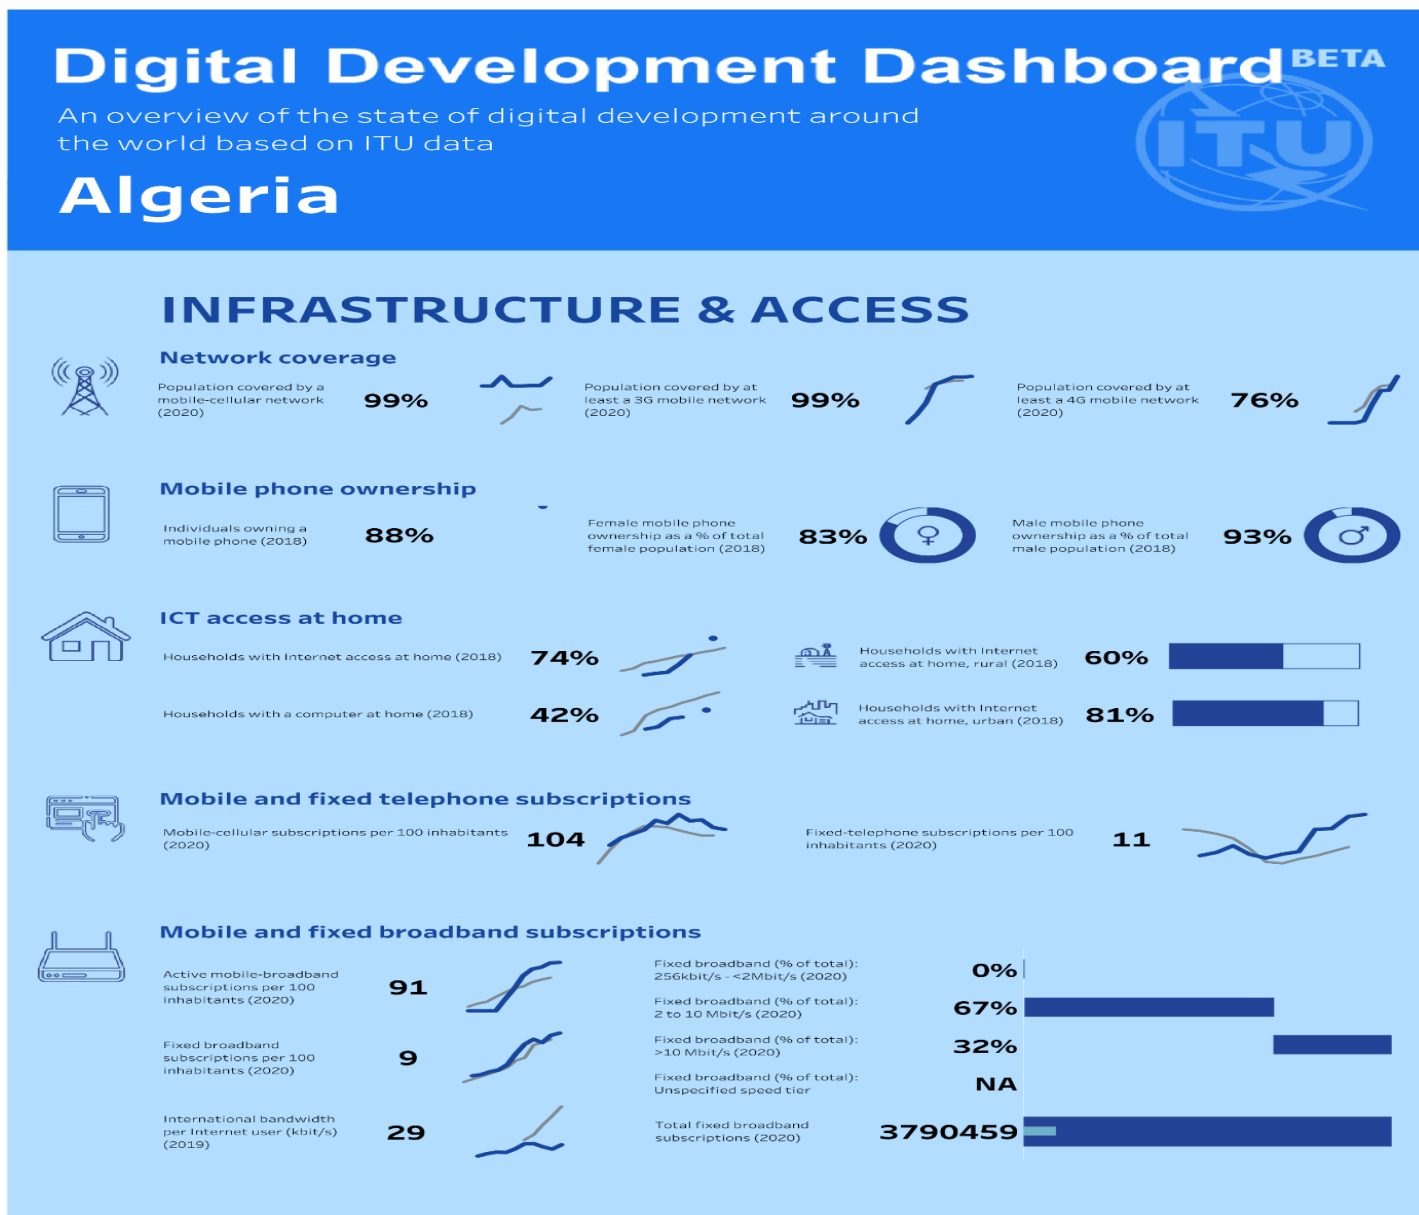 Digital Development Dashboard BETA
An overview of the state of digital development around
the world based on ITU data
ITU
Algeria
INFRASTRUCTURE & ACCESS
Network coverage
Population covered by a
mobile-cellular network
(2020)
99%
Population covered by at
least a 3G mobile network
(2020)
99%
Population covered by at
least a 4G mobile network
(2020)
76%
Mobile phone ownership
Individuals owning a
mobile phone (2018)
88%
Female mobile phone
ownership as a % of total
female population (2018)
83%
Male mobile phone
ownership as a % of total
male population (2018)
93%
ICT access at home
Households with Internet access at home (2018)
74%
Households with Internet
access at home, rural (2018)
60%
Households with a computer at home (2018)
42%
Households with Internet
access at home, urban (2018)
81%
Mobile and fixed telephone subscriptions
Mobile-cellular subscriptions per 100 inhabitants
(2020)
104
Fixed-telephone subscriptions per 100
inhabitants (2020)
11
Mobile and fixed broadband subscriptions
Active mobile-broadband
subscriptions per 100
inhabitants (2020)
91
Fixed broadband
subscriptions per 100
inhabitants (2020)
9
International bandwidth
per Internet user (kbit/s)
(2019)
29
Fixed broadband (% of total):
256kbit/s - <2Mbit/s (2020)
0%
Fixed broadband (% of total):
2 to 10 Mbit/s (2020)
67%
Fixed broadband (% of total):
>10 Mbit/s (2020)
32%
Fixed broadband (% of total):
Unspecified speed tier
NA
Total fixed broadband
subscriptions (2020)
3790459